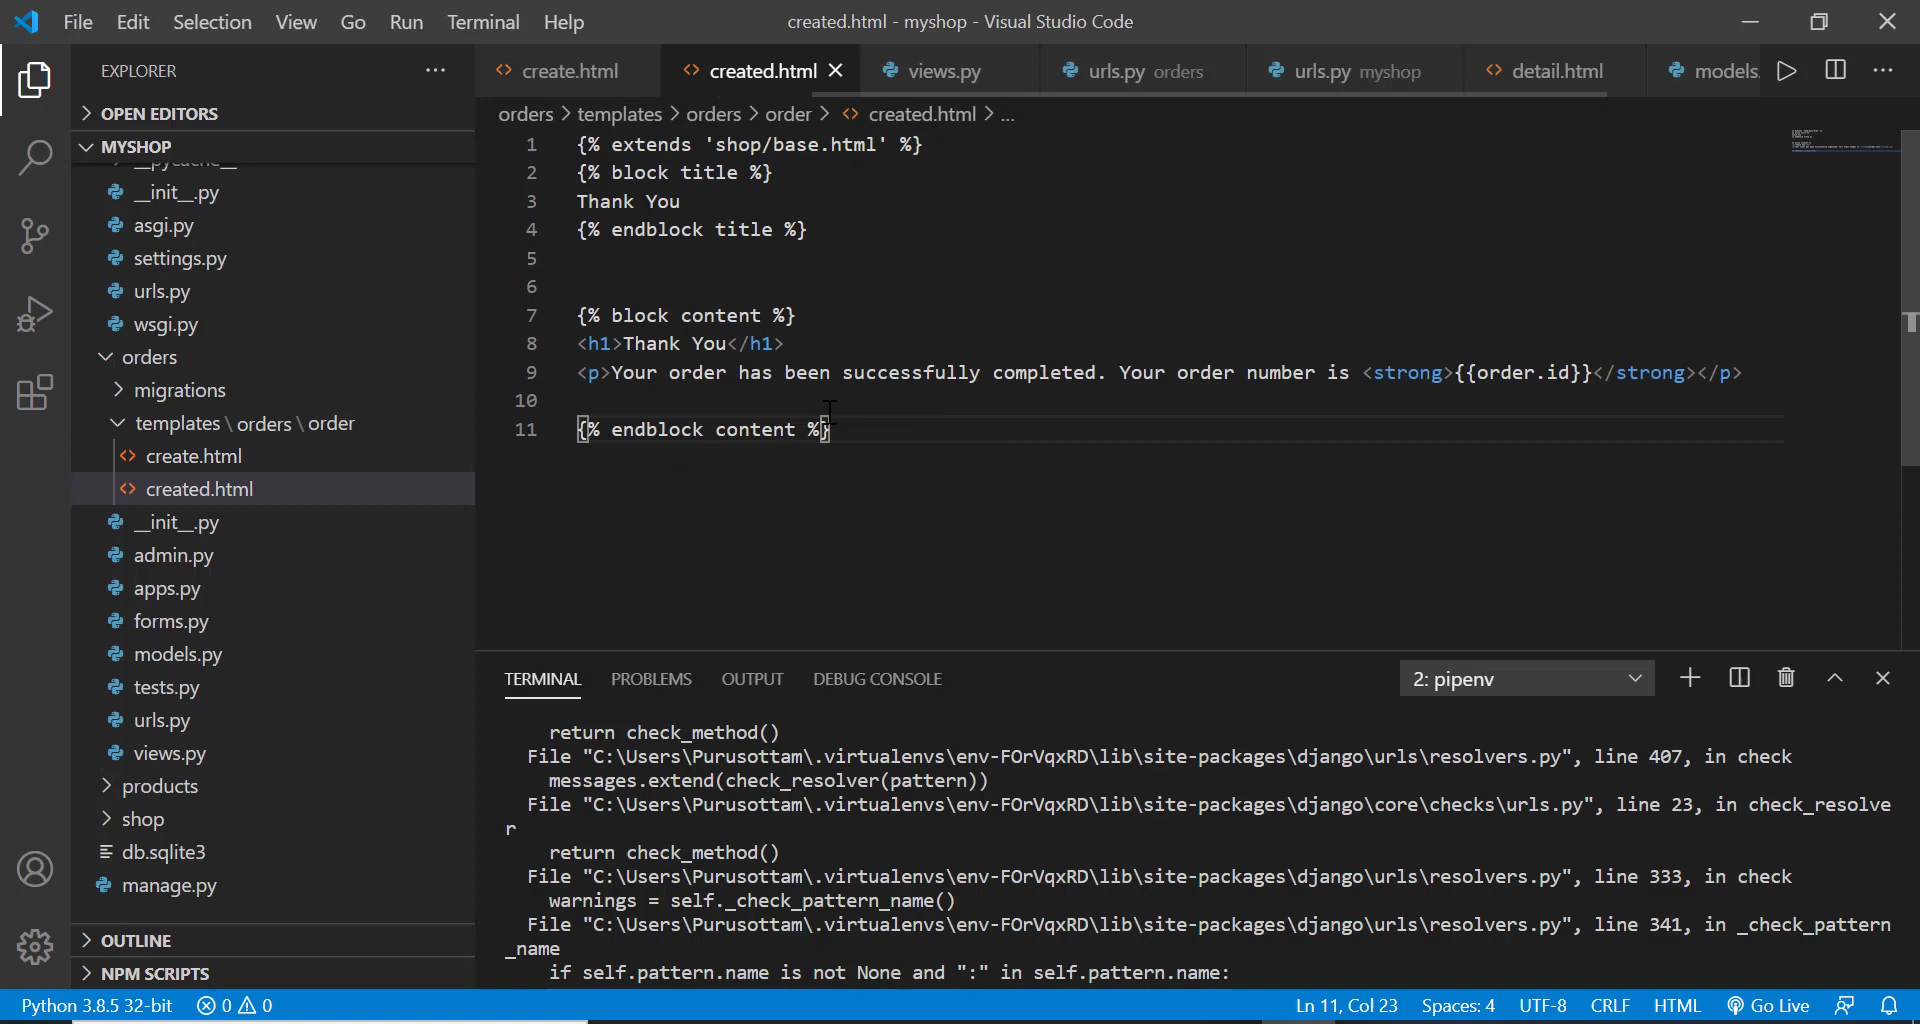 File Edit Selection View Go Run Terminal Help created.html - myshop - Visual Studio Code
EXPLORER
create.html created.html views.py urls.py orders urls.py myshop detail.html models.
OPEN EDITORS
orders > templates > orders > order > created.html > ...
MYSHOP
__pycache__
__init__.py
asgi.py
settings.py
urls.py
wsgi.py
orders
migrations
templates \ orders \ order
create.html
created.html
__init__.py
admin.py
apps.py
forms.py
models.py
tests.py
urls.py
views.py
products
shop
db.sqlite3
manage.py
OUTLINE
NPM SCRIPTS
1 {% extends 'shop/base.html' %}
2 {% block title %}
3 Thank You
4 {% endblock title %}
5
6
7 {% block content %}
8 <h1>Thank You</h1>
9 <p>Your order has been successfully completed. Your order number is <strong>{{order.id}}</strong></p>
10
11 {% endblock content %}
TERMINAL PROBLEMS OUTPUT DEBUG CONSOLE 2: pipenv
return check_method()
File "C:\Users\Purusottam\.virtualenvs\env-FOrVqxRD\lib\site-packages\django\urls\resolvers.py", line 407, in check
messages.extend(check_resolver(pattern))
File "C:\Users\Purusottam\.virtualenvs\env-FOrVqxRD\lib\site-packages\django\core\checks\urls.py", line 23, in check_resolve
r
return check_method()
File "C:\Users\Purusottam\.virtualenvs\env-FOrVqxRD\lib\site-packages\django\urls\resolvers.py", line 333, in check
warnings = self._check_pattern_name()
File "C:\Users\Purusottam\.virtualenvs\env-FOrVqxRD\lib\site-packages\django\urls\resolvers.py", line 341, in _check_pattern
_name
if self.pattern.name is not None and ":" in self.pattern.name:
Python 3.8.5 32-bit 0 0 Ln 11, Col 23 Spaces: 4 UTF-8 CRLF HTML Go Live